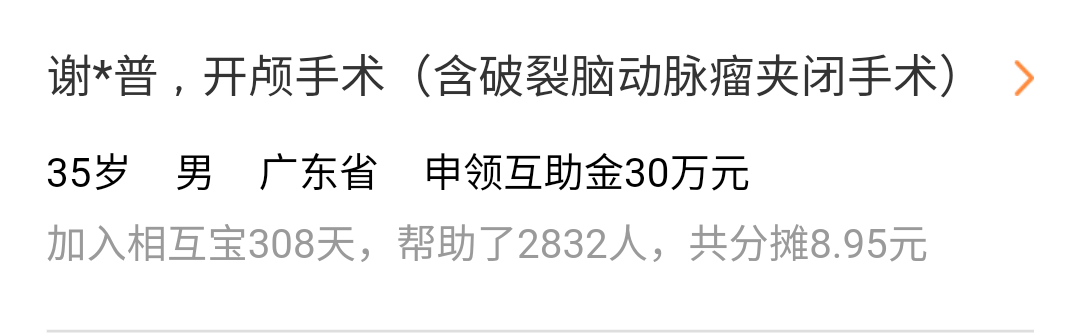 谢*普，开颅手术（含破裂脑动脉瘤夹闭手术）
35岁 男 广东省 申领互助金30万元
加入相互宝308天，帮助了2832人，共分摊8.95元